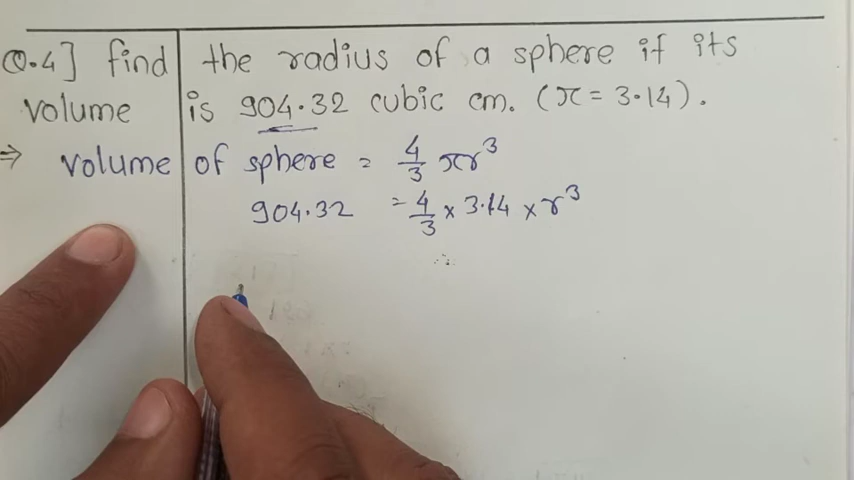 Q.4] find the radius of a sphere if its
volume is 904.32 cubic cm. (π = 3.14).
⇒ volume of sphere = 4/3 πr³
904.32 = 4/3 × 3.14 × r³